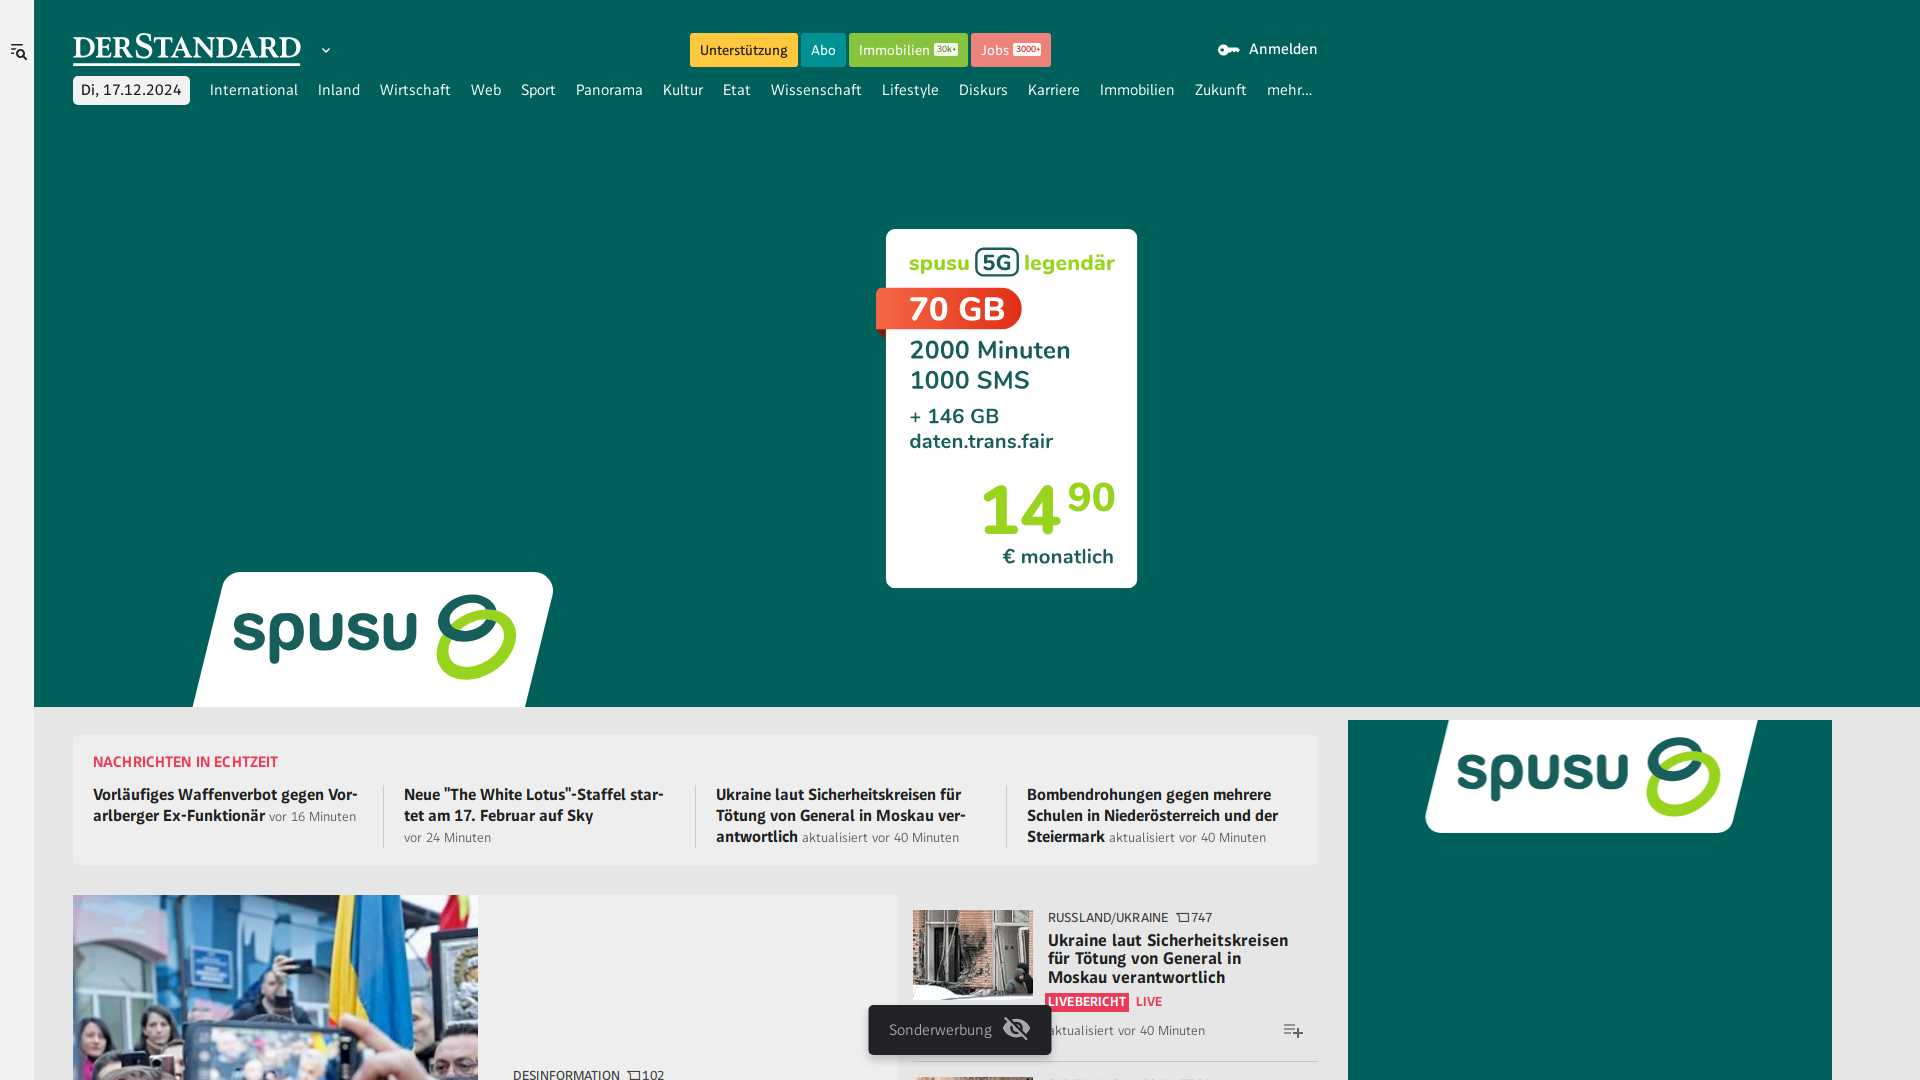 DERSTANDARD
Unterstützung
Abo
Immobilien 30k+
Jobs 3000+
Anmelden
Di, 17.12.2024
International
Inland
Wirtschaft
Web
Sport
Panorama
Kultur
Etat
Wissenschaft
Lifestyle
Diskurs
Karriere
Immobilien
Zukunft
mehr...
spusu 5G legendär
70 GB
2000 Minuten
1000 SMS
+ 146 GB
daten.trans.fair
14 90
€ monatlich
spusu
spusu
NACHRICHTEN IN ECHTZEIT
Vorläufiges Waffenverbot gegen Vor-
arlberger Ex-Funktionär vor 16 Minuten
Neue "The White Lotus"-Staffel star-
tet am 17. Februar auf Sky
vor 24 Minuten
Ukraine laut Sicherheitskreisen für
Tötung von General in Moskau ver-
antwortlich aktualisiert vor 40 Minuten
Bombendrohungen gegen mehrere
Schulen in Niederösterreich und der
Steiermark aktualisiert vor 40 Minuten
DESINFORMATION 102
RUSSLAND/UKRAINE 747
Ukraine laut Sicherheitskreisen
für Tötung von General in
Moskau verantwortlich
LIVEBERICHT LIVE
aktualisiert vor 40 Minuten
Sonderwerbung